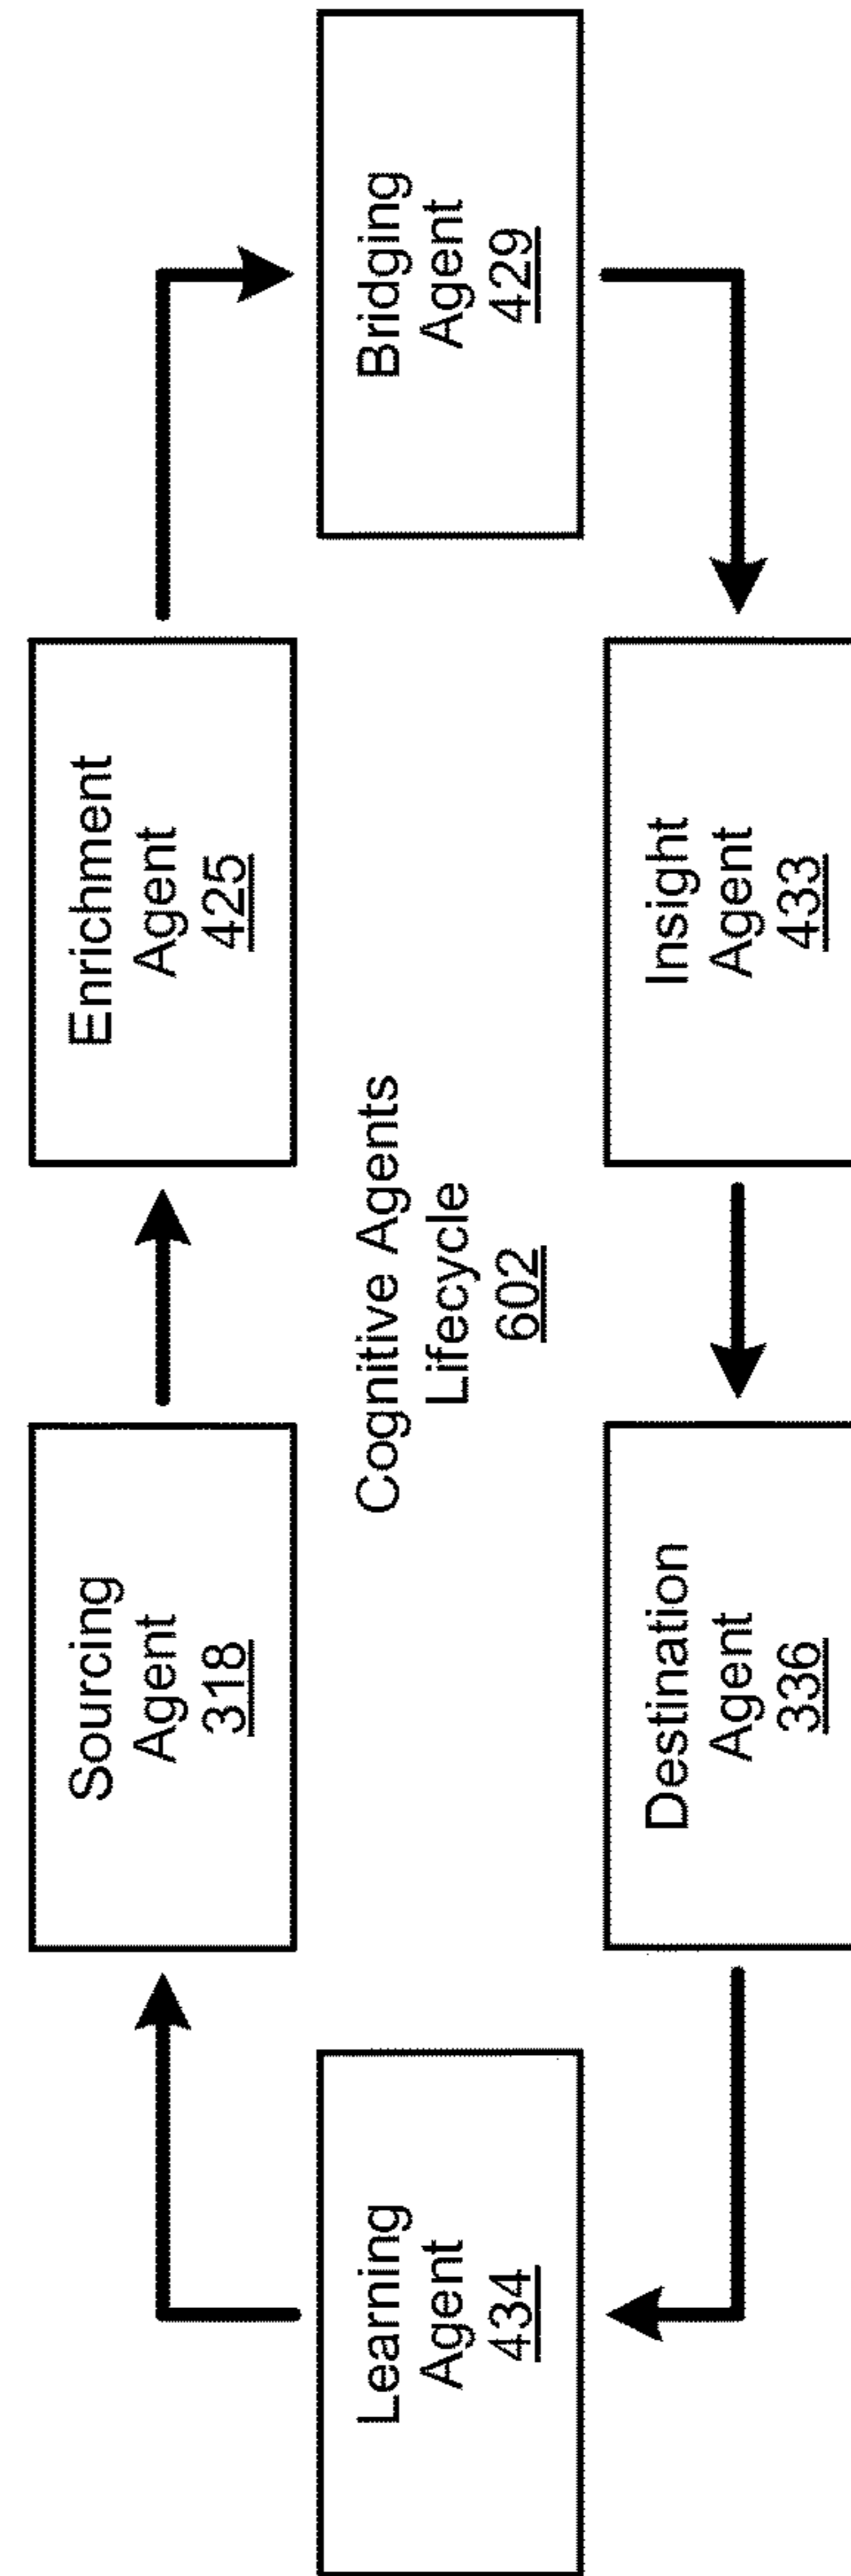 Sourcing
Agent
318
Enrichment
Agent
425
Learning
Agent
434
Cognitive Agents
Lifecycle
602
Bridging
Agent
429
Destination
Agent
336
Insight
Agent
433